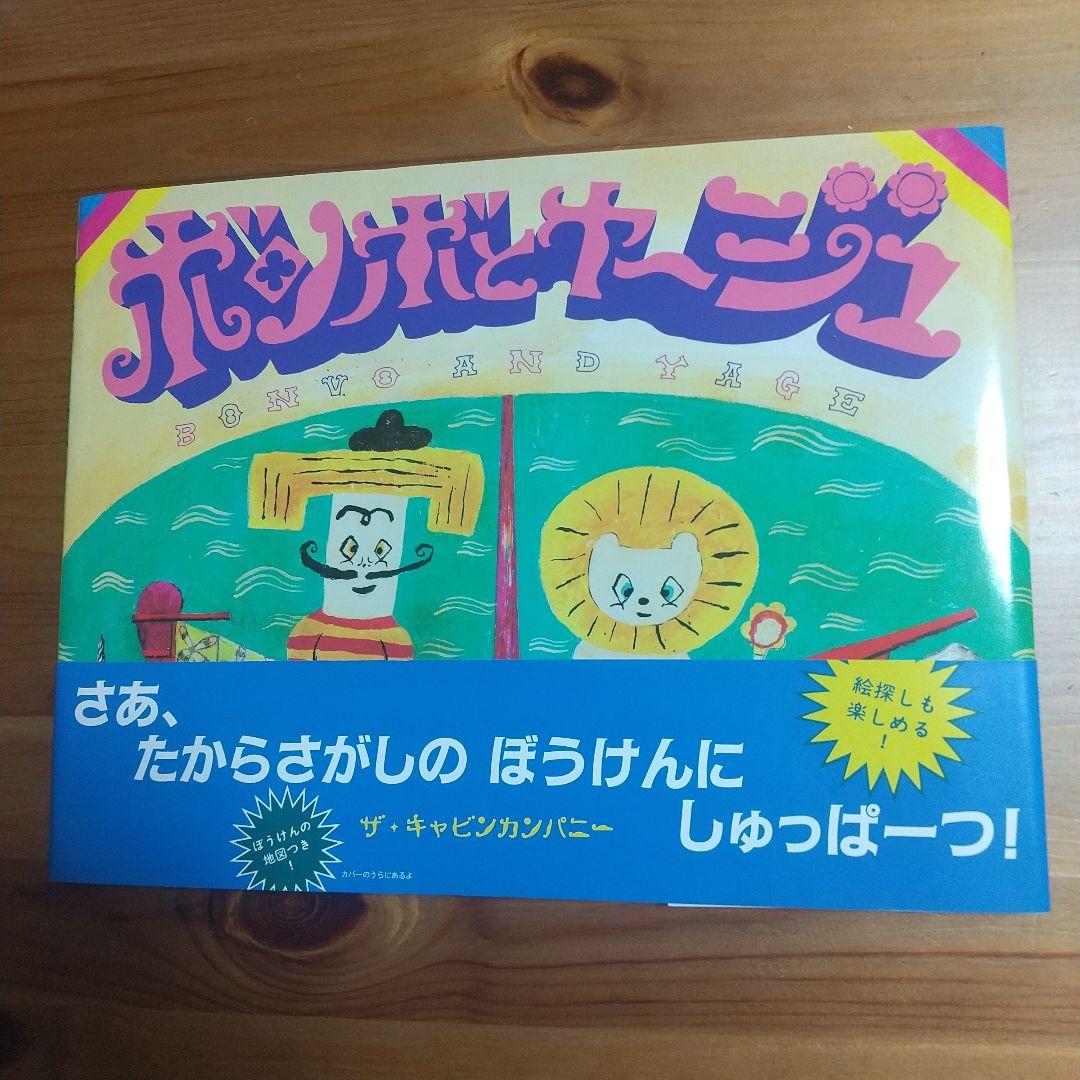 ボンボとヤージュ
BONVO AND YAGE
さあ、
たからさがしの ぼうけんに
しゅっぱーつ！
絵探しも
楽しめる
！
ザ・キャビンカンパニー
ぼうけんの
地図つき
！
カバーのうらにあるよ